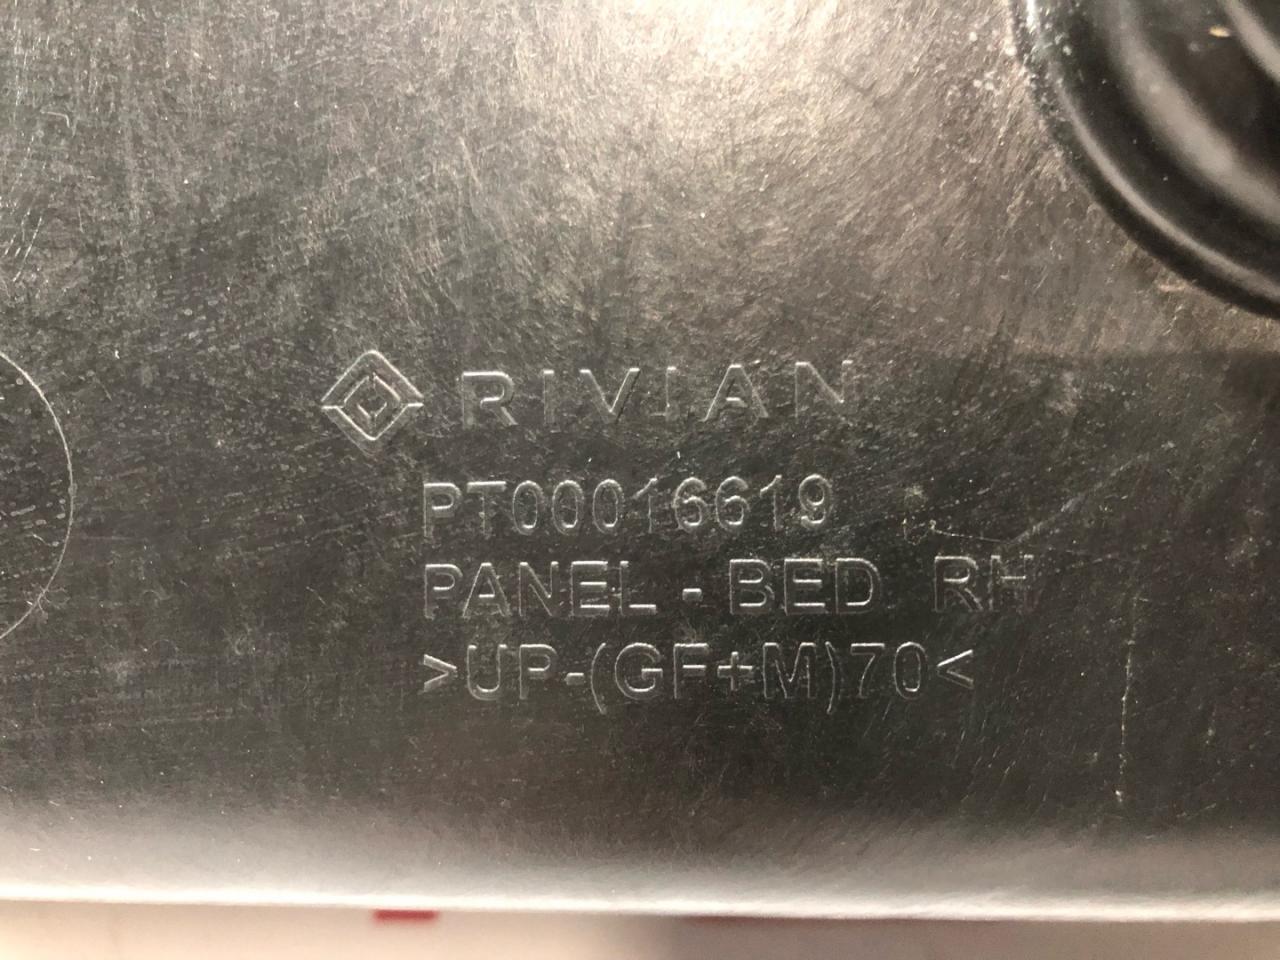 RIVIAN
PT00016619
PANEL - BED RH
>UP-(GF+M)70<